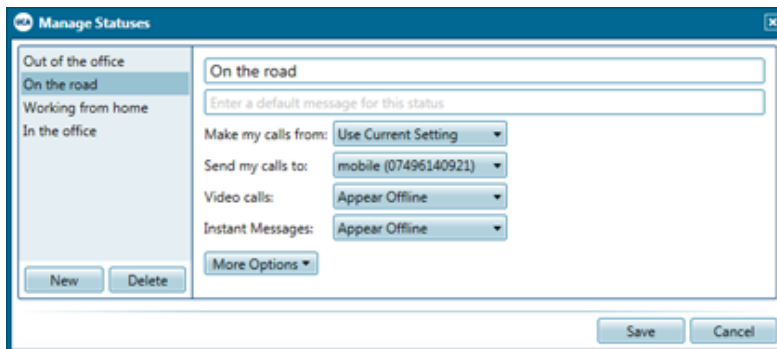 UCA Manage Statuses
Out of the office
On the road
Working from home
In the office
New Delete
On the road
Enter a default message for this status
Make my calls from: Use Current Setting
Send my calls to: mobile (07496140921)
Video calls: Appear Offline
Instant Messages: Appear Offline
More Options
Save Cancel